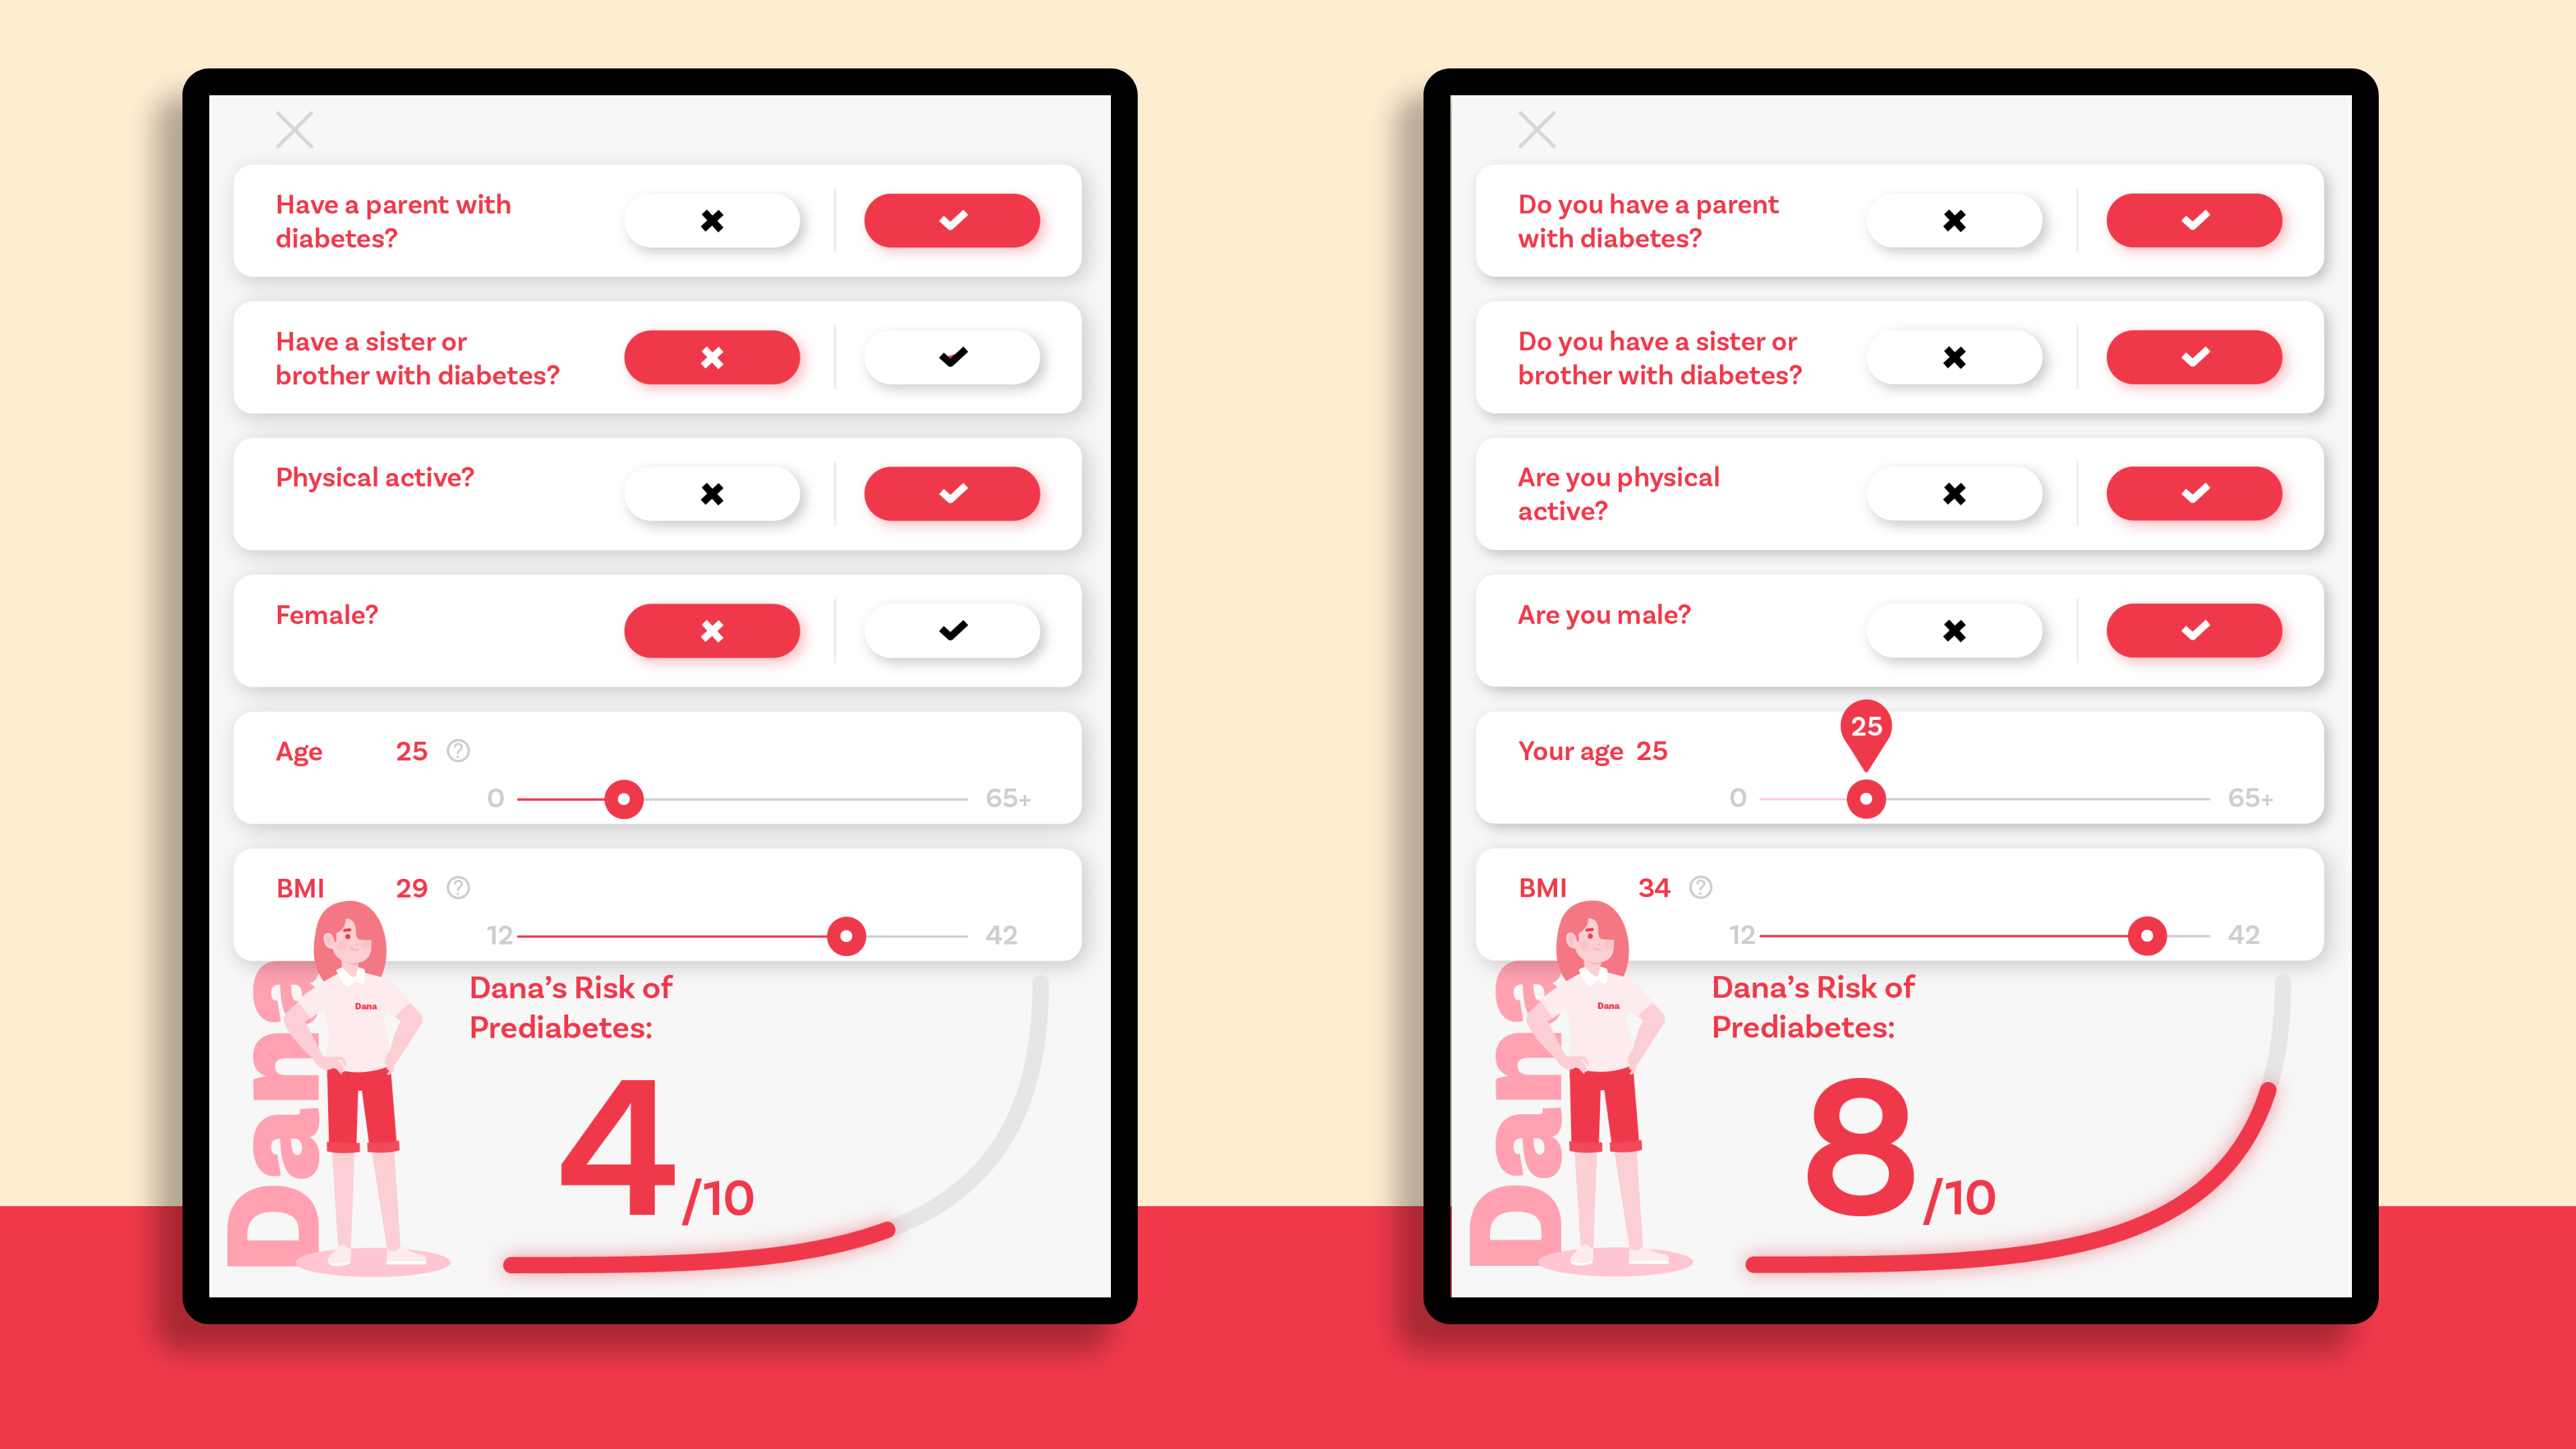 Have a parent with
diabetes?
Have a sister or
brother with diabetes?
Physical active?
Female?
Age 25 ?
0 65+
BMI 29 ?
12 42
Dana
Dana
Dana's Risk of
Prediabetes:
4/10
Do you have a parent
with diabetes?
Do you have a sister or
brother with diabetes?
Are you physical
active?
Are you male?
25
Your age 25
0 65+
BMI 34 ?
12 42
Dana
Dana
Dana's Risk of
Prediabetes:
8/10